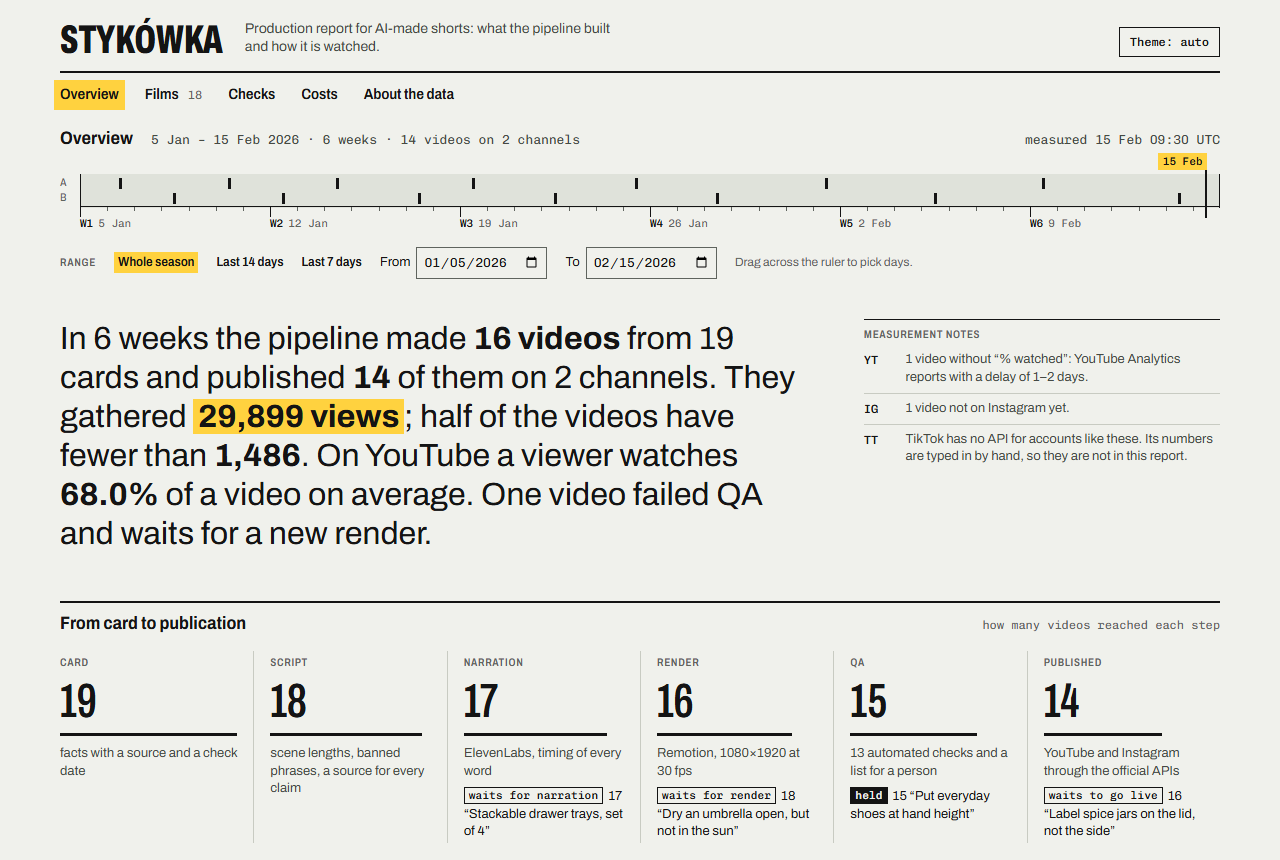 STYKÓWKA
Production report for AI-made shorts: what the pipeline built
and how it is watched.
Theme: auto
Overview
Films 18
Checks
Costs
About the data
Overview
5 Jan – 15 Feb 2026 · 6 weeks · 14 videos on 2 channels
measured 15 Feb 09:30 UTC
15 Feb
A
B
W1 5 Jan
W2 12 Jan
W3 19 Jan
W4 26 Jan
W5 2 Feb
W6 9 Feb
RANGE
Whole season
Last 14 days
Last 7 days
From 01/05/2026
To 02/15/2026
Drag across the ruler to pick days.
In 6 weeks the pipeline made 16 videos from 19
cards and published 14 of them on 2 channels. They
gathered 29,899 views; half of the videos have
fewer than 1,486. On YouTube a viewer watches
68.0% of a video on average. One video failed QA
and waits for a new render.
MEASUREMENT NOTES
YT
1 video without “% watched”: YouTube Analytics
reports with a delay of 1–2 days.
IG
1 video not on Instagram yet.
TT
TikTok has no API for accounts like these. Its numbers
are typed in by hand, so they are not in this report.
From card to publication
how many videos reached each step
CARD
19
facts with a source and a check
date
SCRIPT
18
scene lengths, banned
phrases, a source for every
claim
NARRATION
17
ElevenLabs, timing of every
word
waits for narration 17
“Stackable drawer trays, set
of 4”
RENDER
16
Remotion, 1080×1920 at
30 fps
waits for render 18
“Dry an umbrella open, but
not in the sun”
QA
15
13 automated checks and a
list for a person
held 15 “Put everyday
shoes at hand height”
PUBLISHED
14
YouTube and Instagram
through the official APIs
waits to go live 16
“Label spice jars on the lid,
not the side”